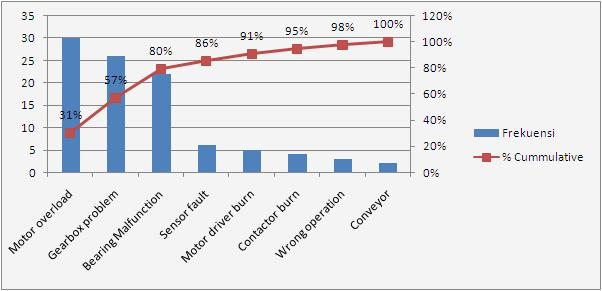 35
30
25
20
15
10
5
0
120%
100%
80%
60%
40%
20%
0%
31%
57%
80%
86%
91%
95%
98%
100%
Motor overload
Gearbox problem
Bearing Malfunction
Sensor fault
Motor driver burn
Contactor burn
Wrong operation
Conveyor
Frekuensi
% Cummulative